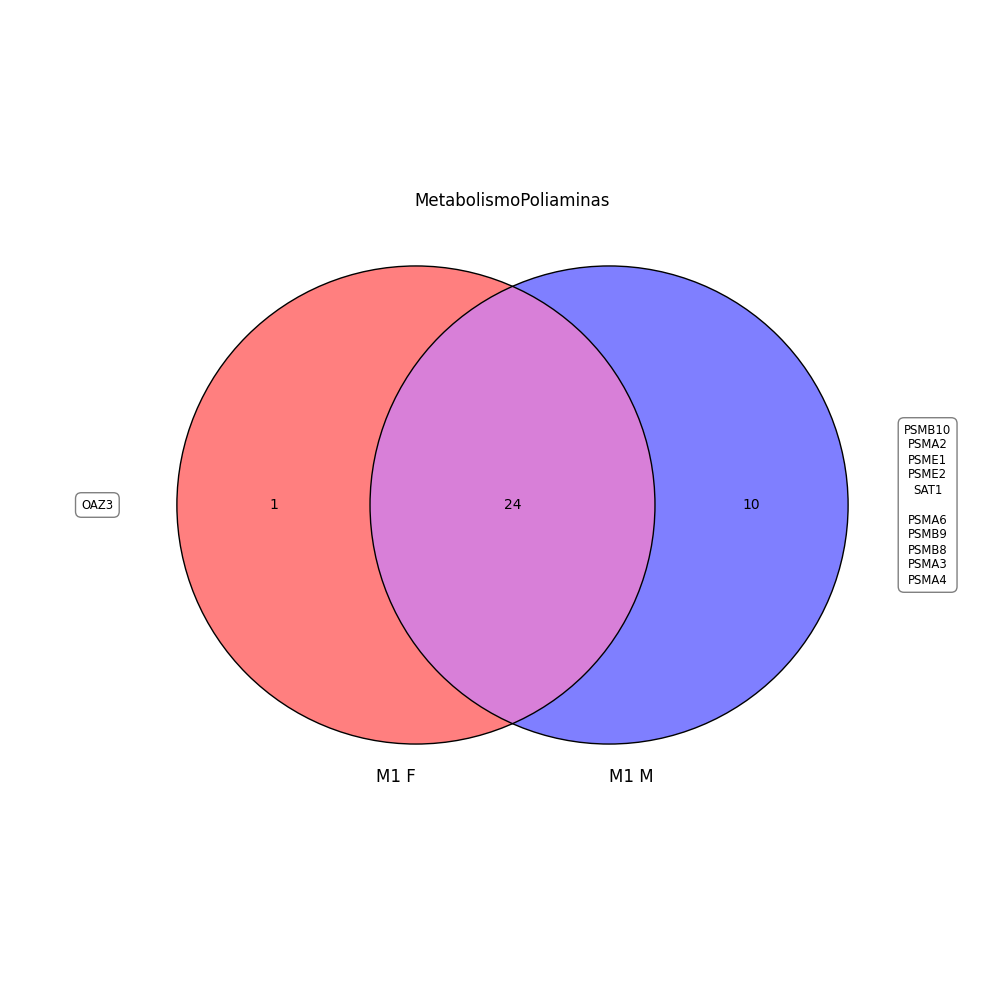 MetabolismoPoliaminas
OAZ3
1
24
10
PSMB10
PSMA2
PSME1
PSME2
SAT1
PSMA6
PSMB9
PSMB8
PSMA3
PSMA4
M1 F
M1 M